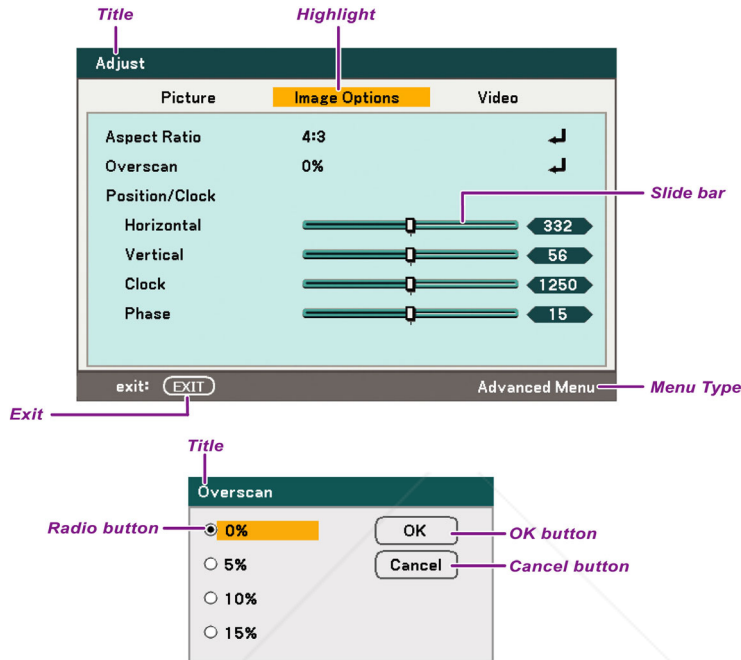 Title Highlight
Adjust
Picture Image Options Video
Aspect Ratio 4:3
Overscan 0%
Position/Clock
Slide bar
Horizontal 332
Vertical 56
Clock 1250
Phase 15
exit: EXIT Advanced Menu
Menu Type
Exit
Title
Overscan
Radio button 0% OK OK button
5% Cancel Cancel button
10%
15%